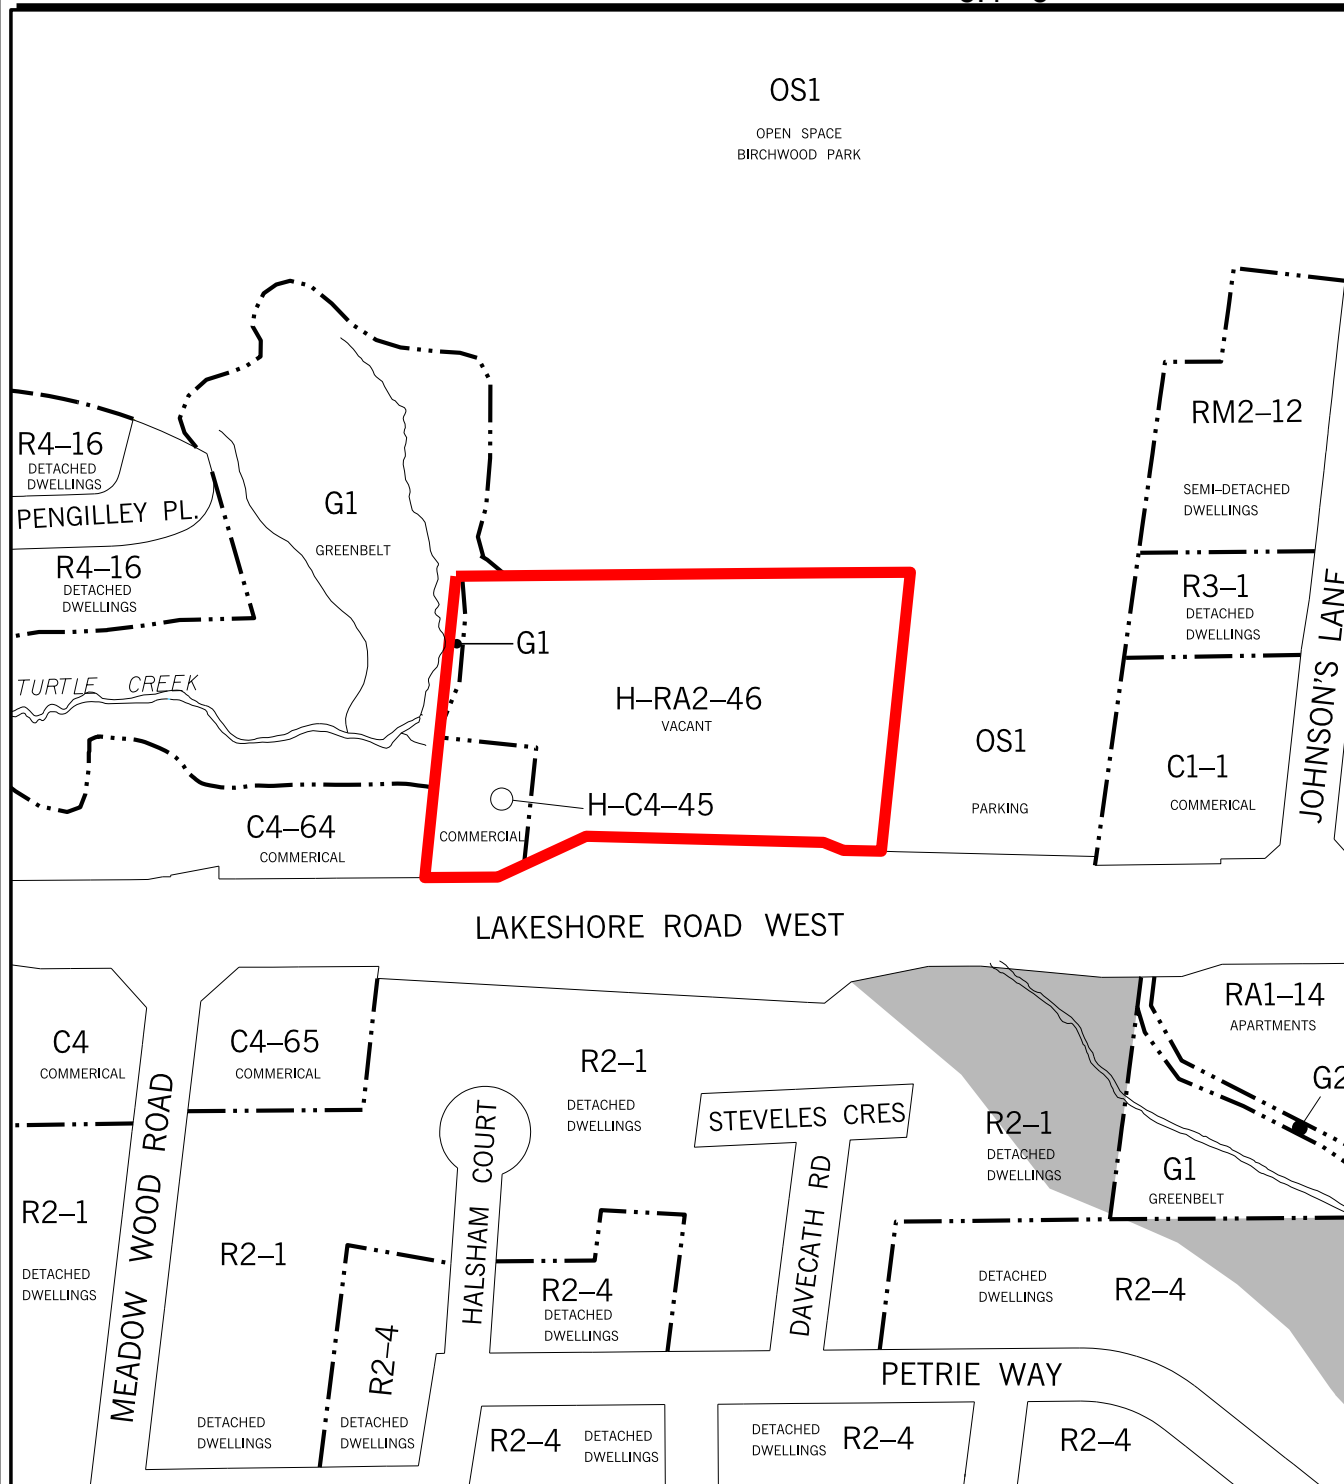 OS1
OPEN SPACE
BIRCHWOOD PARK
R4–16
DETACHED
DWELLINGS
PENGILLEY PL.
R4–16
DETACHED
DWELLINGS
G1
GREENBELT
TURTLE CREEK
RM2–12
SEMI–DETACHED
DWELLINGS
R3–1
DETACHED
DWELLINGS
JOHNSON'S LANE
G1
H–RA2–46
VACANT
OS1
PARKING
C1–1
COMMERICAL
H–C4–45
COMMERCIAL
C4–64
COMMERICAL
LAKESHORE ROAD WEST
C4
COMMERICAL
C4–65
COMMERICAL
MEADOW WOOD ROAD
R2–1
DETACHED
DWELLINGS
RA1–14
APARTMENTS
G2
STEVELES CRES
HALSHAM COURT
DAVECATH RD
R2–1
DETACHED
DWELLINGS
G1
GREENBELT
R2–1
DETACHED
DWELLINGS
R2–1
DETACHED
DWELLINGS
R2–4
DETACHED
DWELLINGS
R2–4
DETACHED
DWELLINGS
DETACHED
DWELLINGS
R2–4
PETRIE WAY
R2–4
DETACHED
DWELLINGS
DETACHED
DWELLINGS
R2–4
R2–4